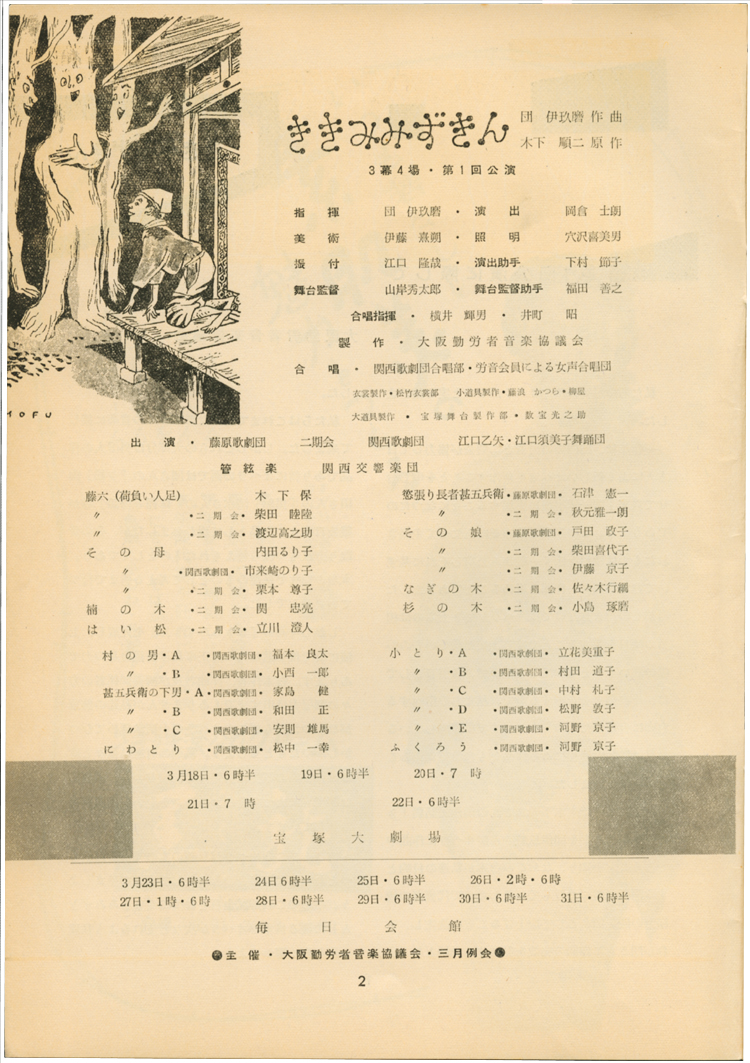 ききみみずきん
団 伊玖磨 作曲
木下 順二 原作
3幕4場・第1回公演
指揮 団 伊玖磨 ・ 演出 岡倉 士朗
美術 伊藤 熹朔 ・ 照明 穴沢喜美男
振付 江口 隆哉 ・ 演出助手 下村 節子
舞台監督 山岸秀太郎 ・ 舞台監督助手 福田 善之
合唱指揮 ・ 横井 輝男 ・ 井町 昭
製作 ・ 大阪勤労者音楽協議会
合唱 ・ 関西歌劇団合唱部・労音会員による女声合唱団
衣裳製作・松竹衣裳部 小道具製作・藤浪 かつら・柳屋
大道具製作 ・ 宝塚舞台製作部 ・ 数宝光之助
出演 ・ 藤原歌劇団 二期会 関西歌劇団 江口乙矢・江口須美子舞踊団
管絃楽 関西交響楽団
藤六(荷負い人足) 木下 保
〃 ・二期会・ 柴田 睦陸
〃 ・二期会・ 渡辺高之助
その母 内田るり子
〃 ・関西歌劇団・ 市来崎のり子
〃 ・二期会・ 栗本 尊子
楠の木 ・二期会・ 関 忠亮
はい松 ・二期会・ 立川 澄人
慾張り長者甚五兵衛・藤原歌劇団・ 石津 憲一
〃 ・二期会・ 秋元雅一朗
その娘 ・藤原歌劇団・ 戸田 政子
〃 ・二期会・ 柴田喜代子
〃 ・二期会・ 伊藤 京子
なぎの木 ・二期会・ 佐々木行綱
杉の木 ・二期会・ 小島 琢磨
村の男・A ・関西歌劇団・ 福本 良太
〃 ・B ・関西歌劇団・ 小西 一郎
甚五兵衛の下男・A ・関西歌劇団・ 家島 健
〃 ・B ・関西歌劇団・ 和田 正
〃 ・C ・関西歌劇団・ 安則 雄馬
にわとり ・関西歌劇団・ 松中 一幸
小とり・A ・関西歌劇団・ 立花美重子
〃 ・B ・関西歌劇団・ 村田 道子
〃 ・C ・関西歌劇団・ 中村 札子
〃 ・D ・関西歌劇団・ 松野 敦子
〃 ・E ・関西歌劇団・ 河野 京子
ふくろう ・関西歌劇団・ 河野 京子
3月18日・6時半 19日・6時半 20日・7時
21日・7時 22日・6時半
宝塚大劇場
3月23日・6時半 24日6時半 25日・6時半 26日・2時・6時
27日・1時・6時 28日・6時半 29日・6時半 30日・6時半 31日・6時半
毎日会館
●主催・大阪勤労者音楽協議会・三月例会●
2
MOFU